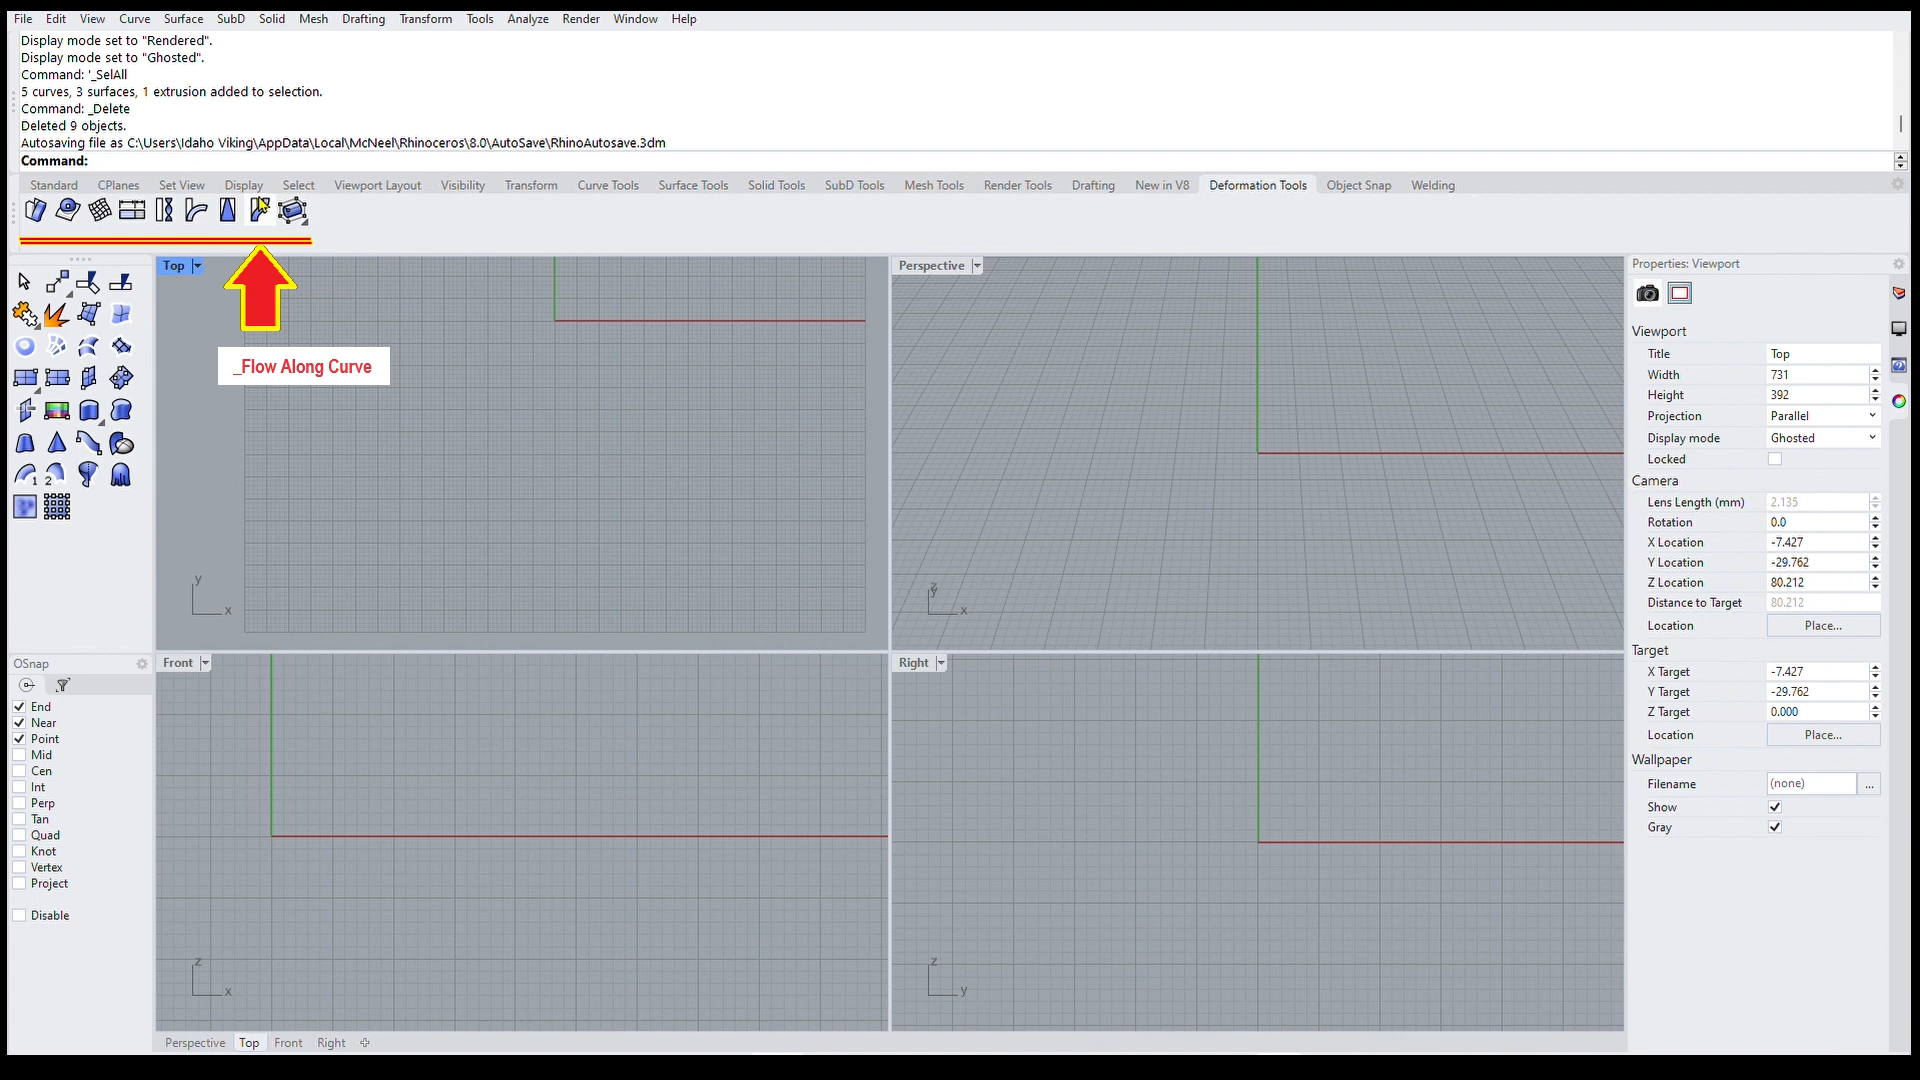 File Edit View Curve Surface SubD Solid Mesh Drafting Transform Tools Analyze Render Window Help
Display mode set to "Rendered".
Display mode set to "Ghosted".
Command: '_SelAll
5 curves, 3 surfaces, 1 extrusion added to selection.
Command: _Delete
Deleted 9 objects.
Autosaving file as C:\Users\Idaho Viking\AppData\Local\McNeel\Rhinoceros\8.0\AutoSave\RhinoAutosave.3dm
Command:
Standard CPlanes Set View Display Select Viewport Layout Visibility Transform Curve Tools Surface Tools Solid Tools SubD Tools Mesh Tools Render Tools Drafting New in V8 Deformation Tools Object Snap Welding
_Flow Along Curve
1 2
Top
y
x
Perspective
z
y
x
Front
z
x
Right
z
y
OSnap
End
Near
Point
Mid
Cen
Int
Perp
Tan
Quad
Knot
Vertex
Project
Disable
Perspective Top Front Right
Properties: Viewport
Viewport
Title Top
Width 731
Height 392
Projection Parallel
Display mode Ghosted
Locked
Camera
Lens Length (mm) 2.135
Rotation 0.0
X Location -7.427
Y Location -29.762
Z Location 80.212
Distance to Target 80.212
Location Place...
Target
X Target -7.427
Y Target -29.762
Z Target 0.000
Location Place...
Wallpaper
Filename (none) ...
Show
Gray